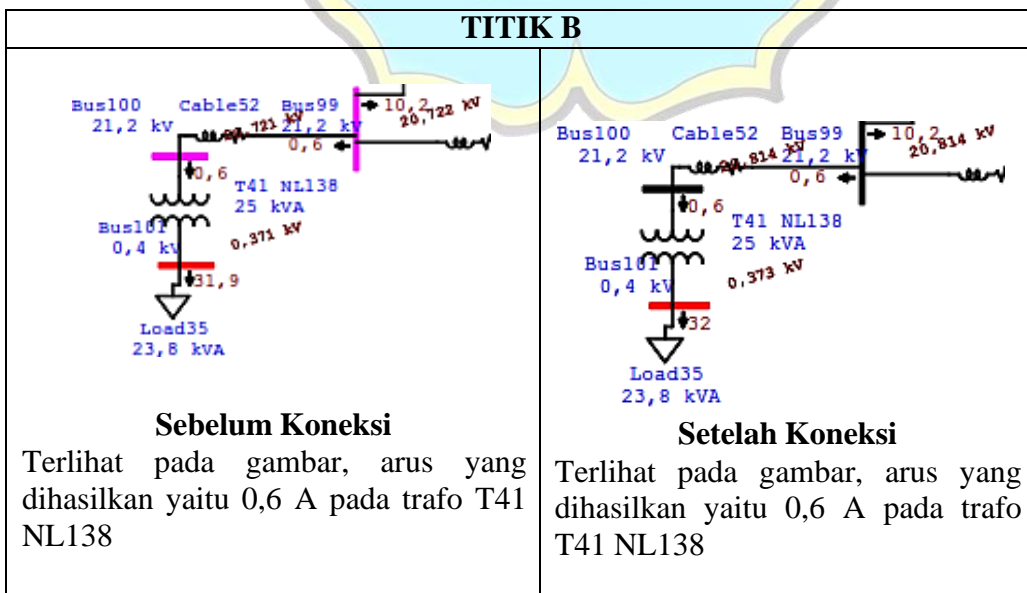 TITIK B
Bus100 Cable52 Bus99
21,2 kV 21,2 kV
10,2
20,722 kV
0,6
0,6
T41 NL138
25 kVA
Bus101
0,4 kV
0,371 kV
31,9
Load35
23,8 kVA
Sebelum Koneksi
Terlihat pada gambar, arus yang
dihasilkan yaitu 0,6 A pada trafo T41
NL138
Bus100 Cable52 Bus99
21,2 kV 21,2 kV
10,2
20,814 kV
0,6
0,6
T41 NL138
25 kVA
Bus101
0,4 kV
0,373 kV
32
Load35
23,8 kVA
Setelah Koneksi
Terlihat pada gambar, arus yang
dihasilkan yaitu 0,6 A pada trafo
T41 NL138